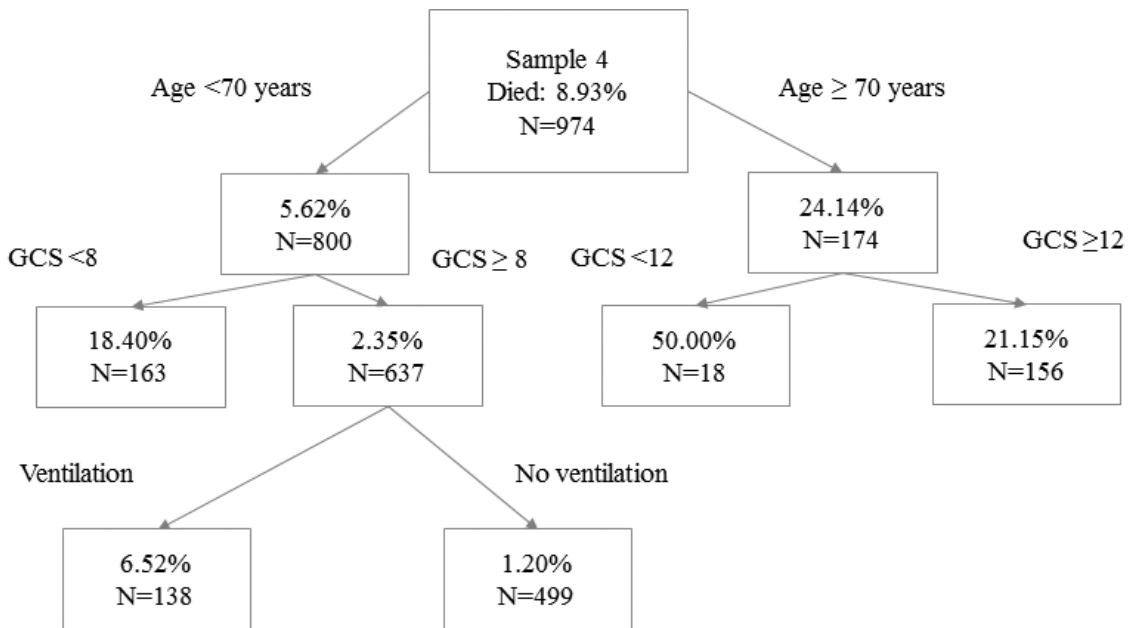 Sample 4
Died: 8.93%
N=974
Age <70 years
Age ≥ 70 years
5.62%
N=800
24.14%
N=174
GCS <8
GCS ≥ 8
GCS <12
GCS ≥12
18.40%
N=163
2.35%
N=637
50.00%
N=18
21.15%
N=156
Ventilation
No ventilation
6.52%
N=138
1.20%
N=499